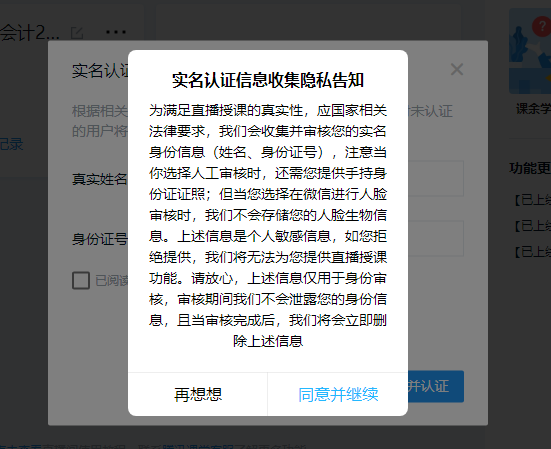 会计2...
实名认证
实名认证信息收集隐私告知
为满足直播授课的真实性，应国家相关
法律要求，我们会收集并审核您的实名
身份信息（姓名、身份证号），注意当
你选择人工审核时，还需您提供手持身
份证证照；但当您选择在微信进行人脸
审核时，我们不会存储您的人脸生物信
息。上述信息是个人敏感信息，如您拒
绝提供，我们将无法为您提供直播授课
功能。请放心，上述信息仅用于身份审
核，审核期间我们不会泄露您的身份信
息，且当审核完成后，我们将会立即删
除上述信息
再想想
同意并继续
根据相关
未认证
的用户将
记录
真实姓名
身份证号
已阅读
并认证
课余学
功能更
【已上线
【已上线
【已上线